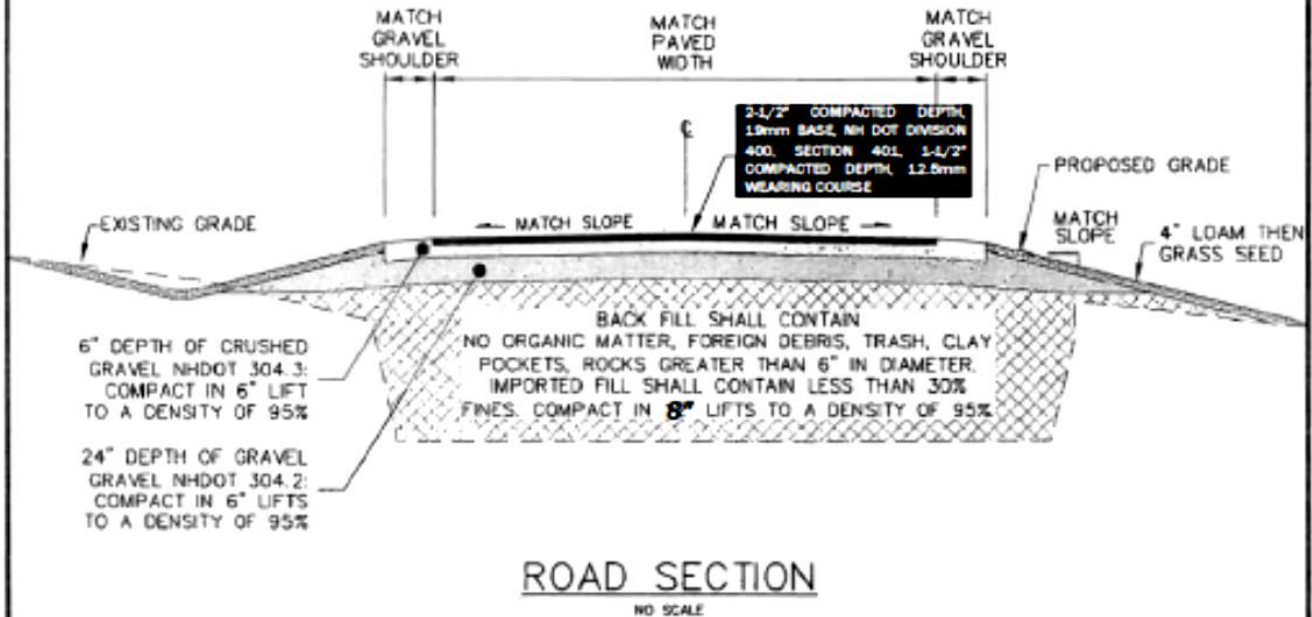 MATCH
GRAVEL
SHOULDER
MATCH
PAVED
WIDTH
MATCH
GRAVEL
SHOULDER
℄
2-1/2" COMPACTED DEPTH,
19mm BASE, NH DOT DIVISION
400, SECTION 401, 1-1/2"
COMPACTED DEPTH, 12.5mm
WEARING COURSE
PROPOSED GRADE
EXISTING GRADE
MATCH SLOPE
MATCH SLOPE
MATCH
SLOPE
4" LOAM THEN
GRASS SEED
6" DEPTH OF CRUSHED
GRAVEL NHDOT 304.3:
COMPACT IN 6" LIFT
TO A DENSITY OF 95%
BACK FILL SHALL CONTAIN
NO ORGANIC MATTER, FOREIGN DEBRIS, TRASH, CLAY
POCKETS, ROCKS GREATER THAN 6" IN DIAMETER.
IMPORTED FILL SHALL CONTAIN LESS THAN 30%
FINES. COMPACT IN 8" LIFTS TO A DENSITY OF 95%
24" DEPTH OF GRAVEL
GRAVEL NHDOT 304.2:
COMPACT IN 6" LIFTS
TO A DENSITY OF 95%
ROAD SECTION
NO SCALE